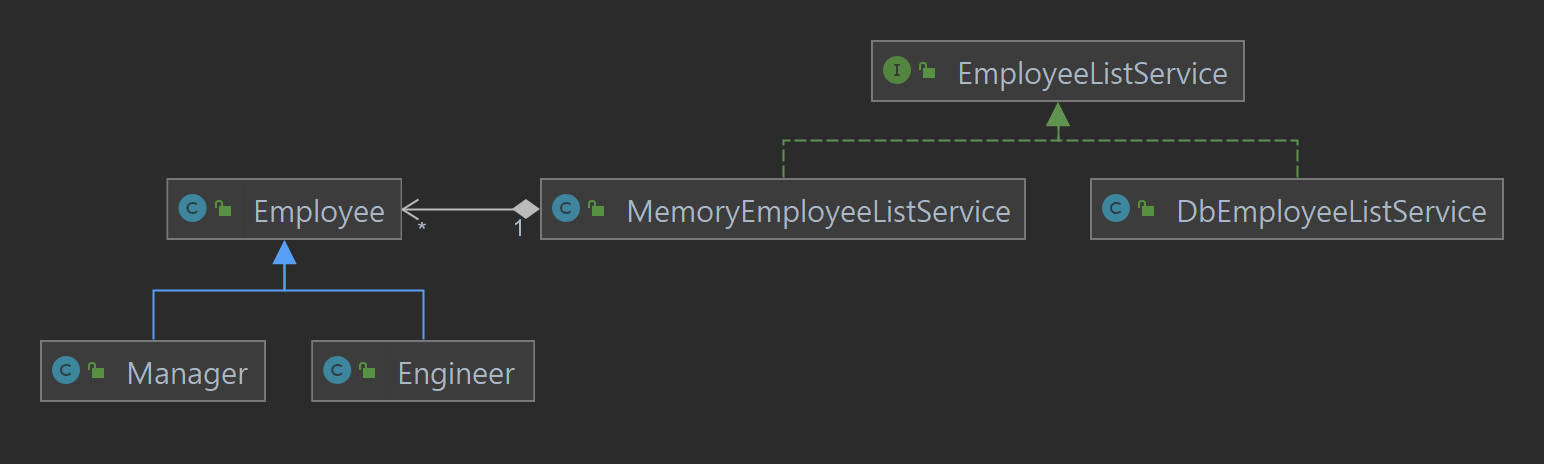 I EmployeeListService
C Employee * 1 C MemoryEmployeeListService C DbEmployeeListService
C Manager C Engineer